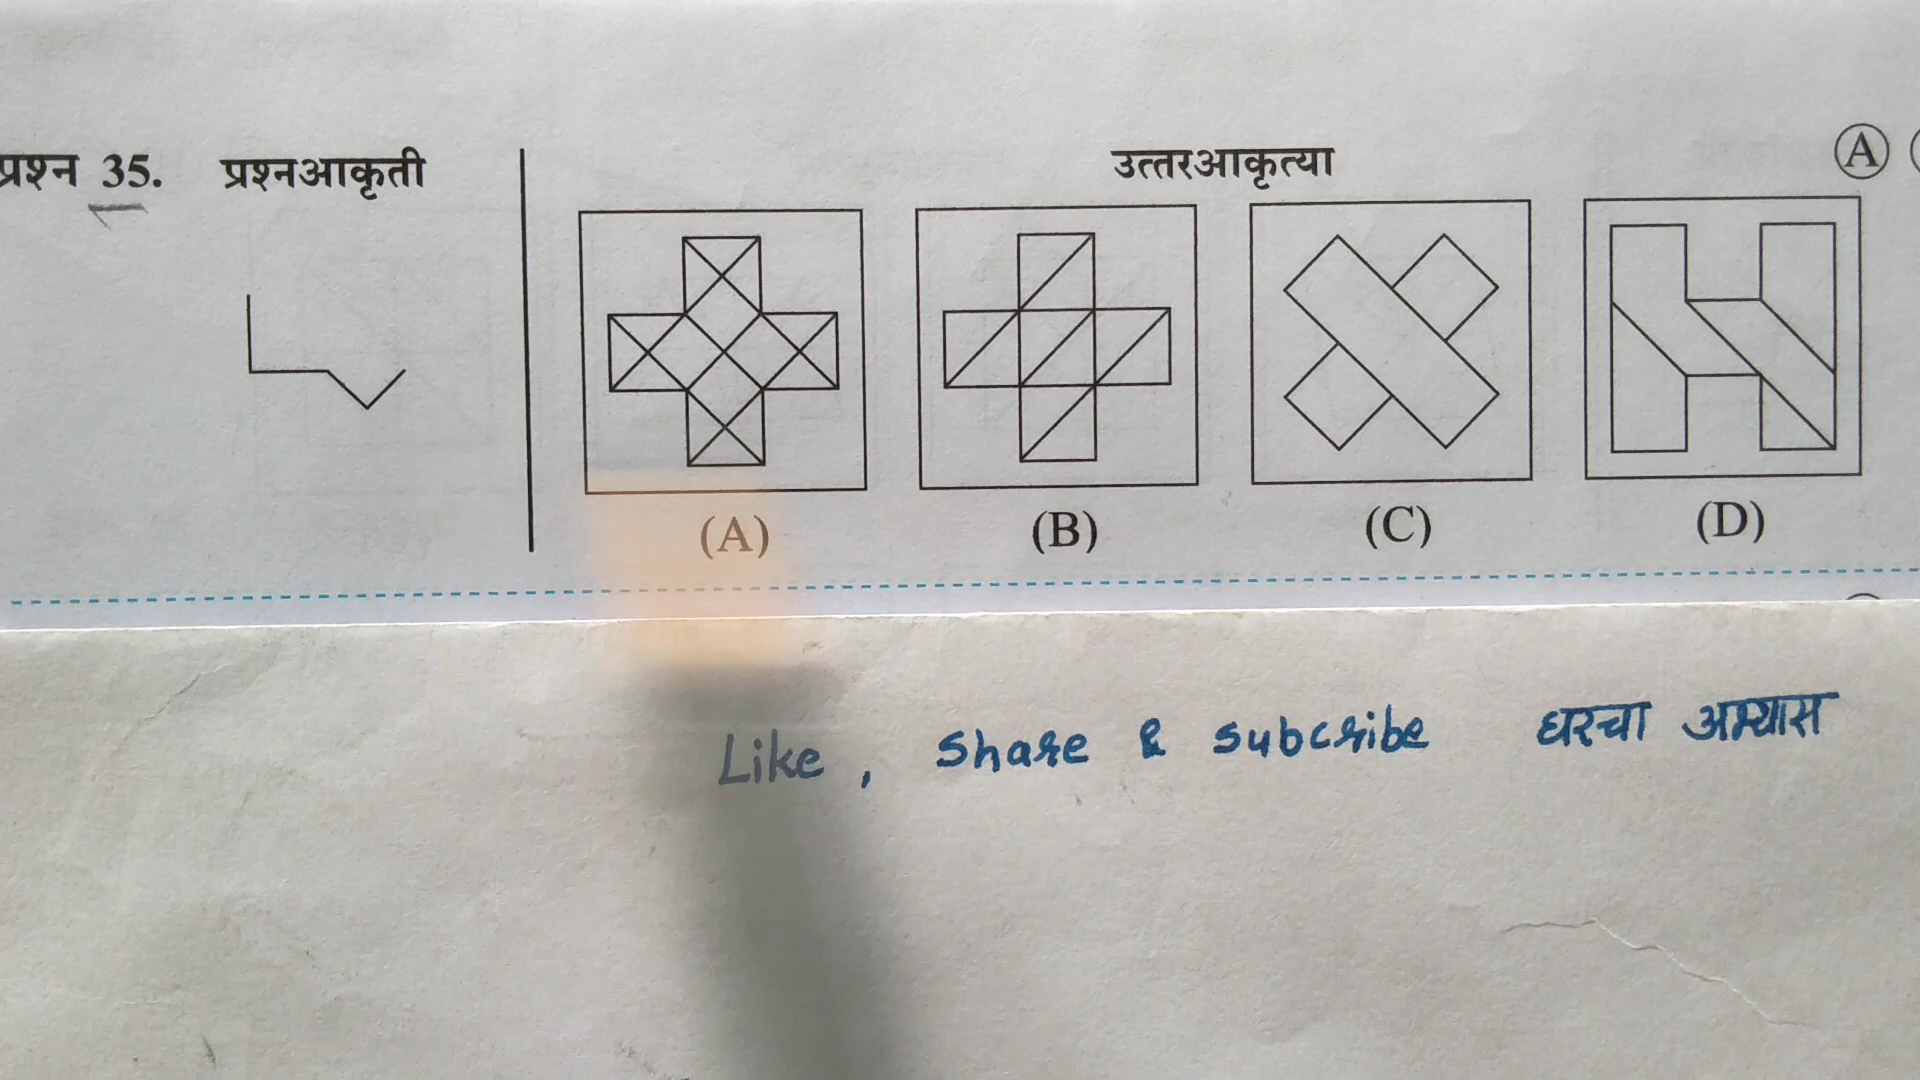 प्रश्न 35. प्रश्नआकृती उत्तरआकृत्या Ⓐ
(A) (B) (C) (D)
Like, Share & Subcribe घरचा अभ्यास